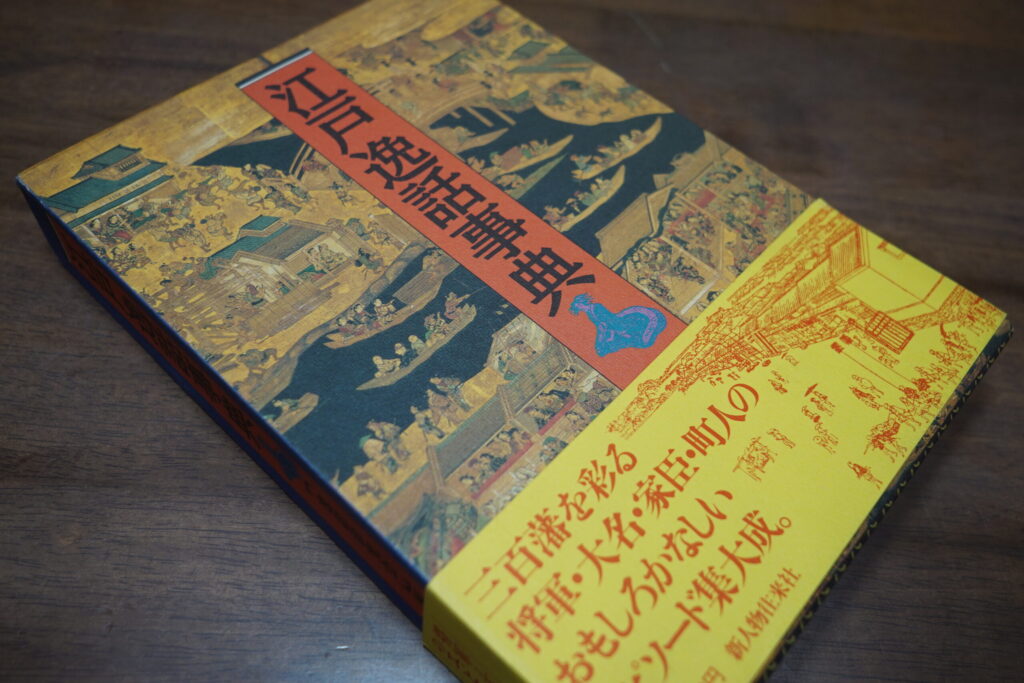 江戸逸話事典
三百藩を彩る
将軍・大名・家臣・町人の
おもしろかなしい
ソード集大成。
新人物往来社
円